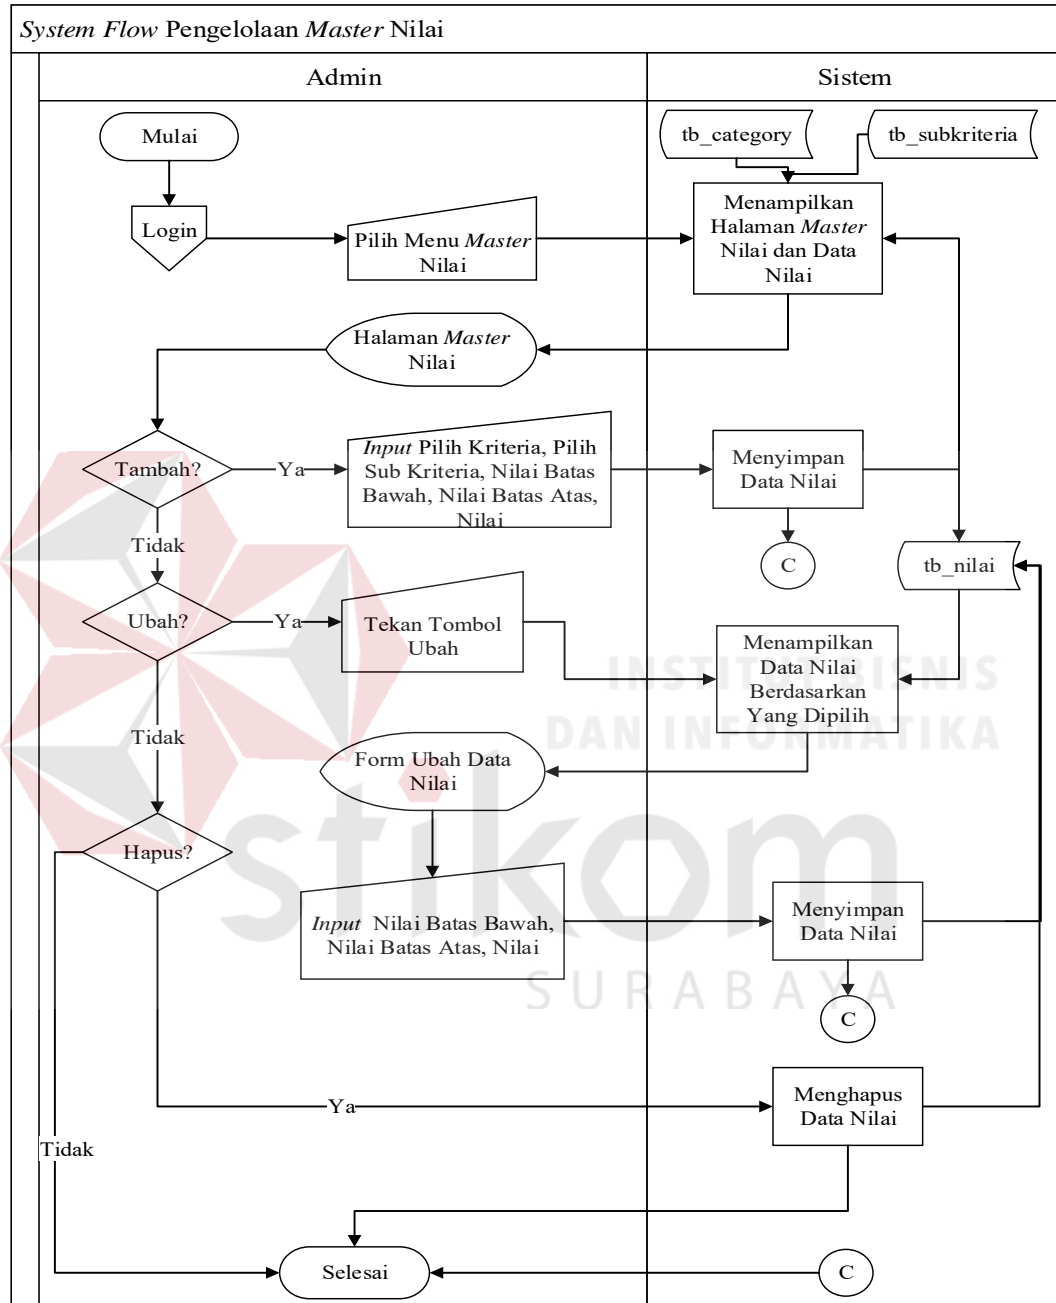 System Flow Pengelolaan Master Nilai
Admin
Sistem
Mulai
tb_category
tb_subkriteria
Login
Pilih Menu Master
Nilai
Menampilkan
Halaman Master
Nilai dan Data
Nilai
Halaman Master
Nilai
Tambah?
Ya
Input Pilih Kriteria, Pilih
Sub Kriteria, Nilai Batas
Bawah, Nilai Batas Atas,
Nilai
Menyimpan
Data Nilai
Tidak
C
tb_nilai
Ubah?
Ya
Tekan Tombol
Ubah
Menampilkan
Data Nilai
Berdasarkan
Yang Dipilih
INSTITUT BISNIS
DAN INFORMATIKA
Tidak
Form Ubah Data
Nilai
stikom
SURABAYA
Hapus?
Input Nilai Batas Bawah,
Nilai Batas Atas, Nilai
Menyimpan
Data Nilai
C
Ya
Menghapus
Data Nilai
Tidak
Selesai
C